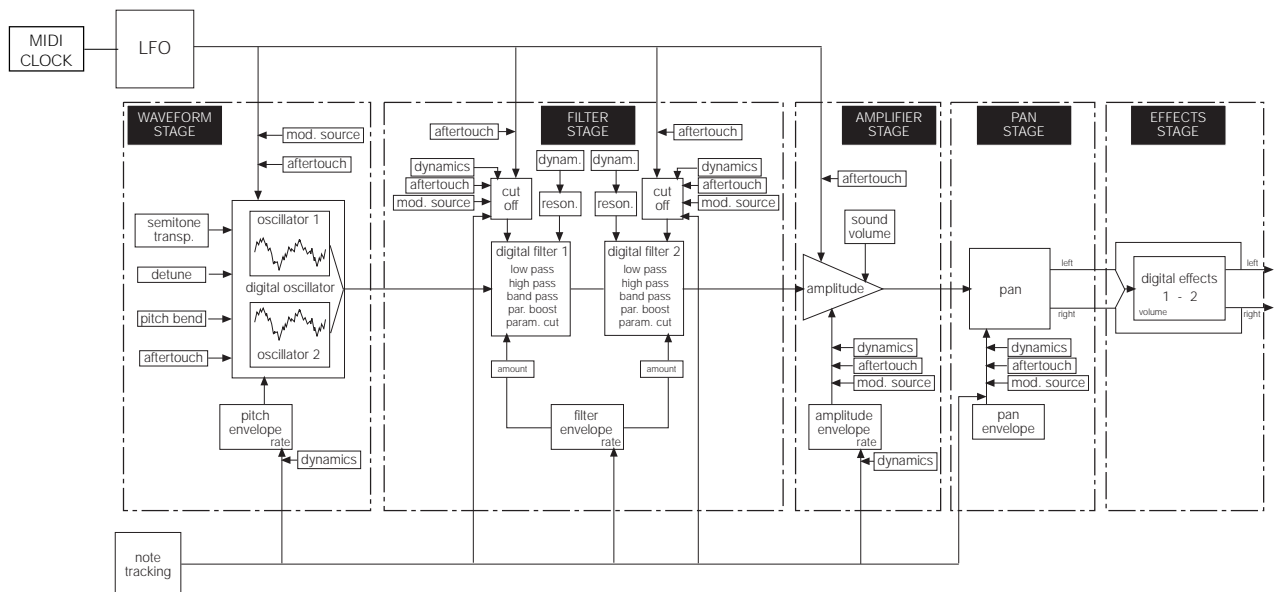 MIDI
CLOCK
LFO
WAVEFORM
STAGE
mod. source
aftertouch
semitone
transp.
detune
pitch bend
aftertouch
oscillator 1
digital oscillator
oscillator 2
pitch
envelope
rate
dynamics
FILTER
STAGE
aftertouch
aftertouch
dynamics
aftertouch
mod. source
cut
off
dynam.
reson.
dynam.
reson.
cut
off
dynamics
aftertouch
mod. source
digital filter 1
low pass
high pass
band pass
par. boost
param. cut
digital filter 2
low pass
high pass
band pass
par. boost
param. cut
amount
amount
filter
envelope
rate
AMPLIFIER
STAGE
aftertouch
sound
volume
amplitude
dynamics
aftertouch
mod. source
amplitude
envelope
rate
dynamics
PAN
STAGE
pan
left
right
dynamics
aftertouch
mod. source
pan
envelope
EFFECTS
STAGE
digital effects
1 - 2
volume
left
right
note
tracking